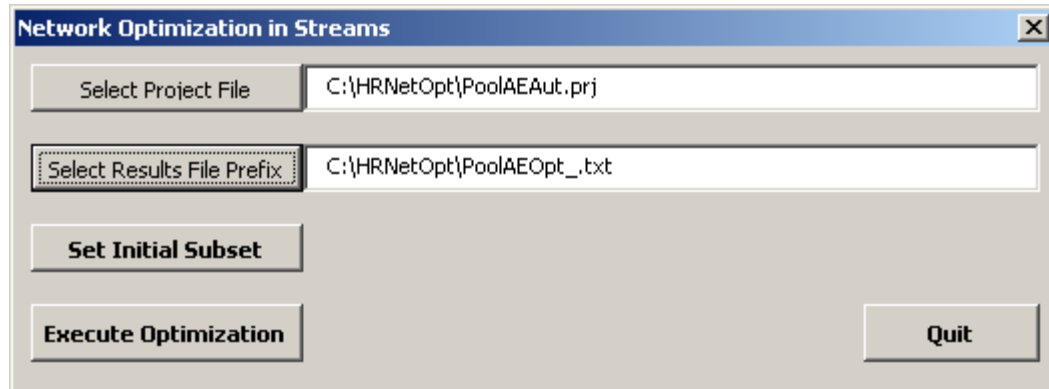 Network Optimization in Streams
Select Project File C:\HRNetOpt\PoolAEAut.prj
Select Results File Prefix C:\HRNetOpt\PoolAEOpt_.txt
Set Initial Subset
Execute Optimization Quit